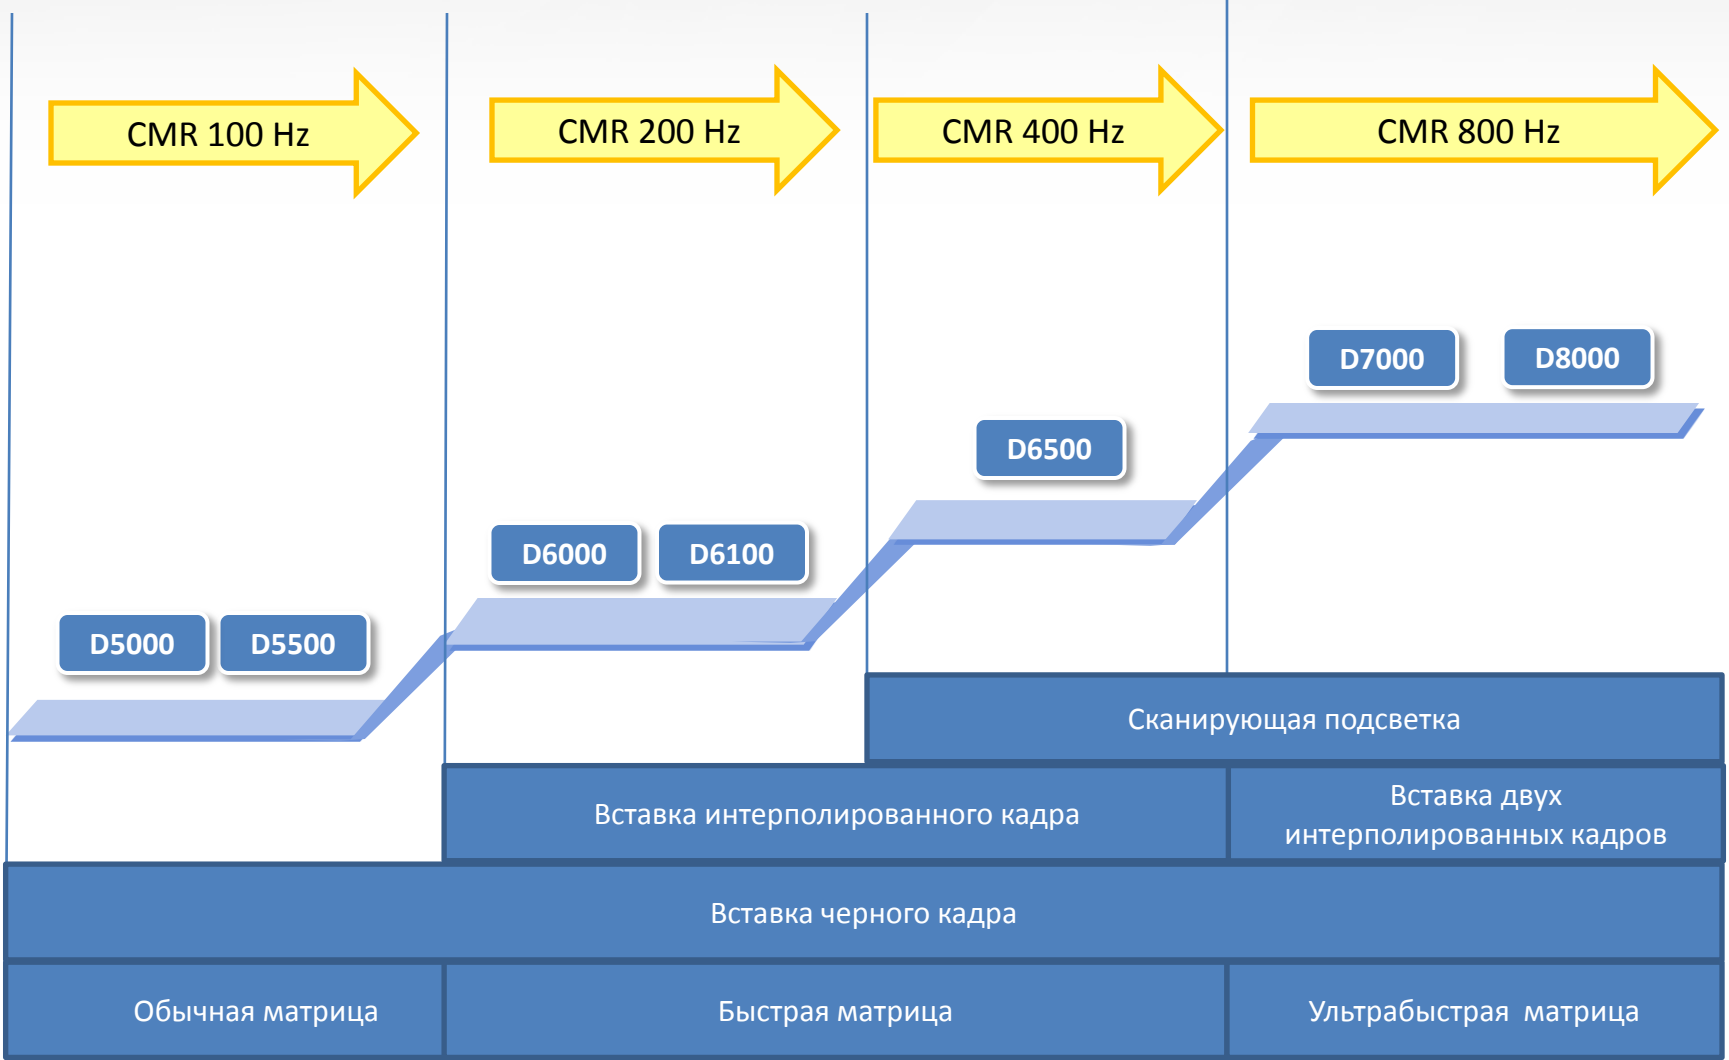 CMR 100 Hz
CMR 200 Hz
CMR 400 Hz
CMR 800 Hz
D7000
D8000
D6500
D6000
D6100
D5000
D5500
Сканирующая подсветка
Вставка интерполированного кадра
Вставка двух
интерполированных кадров
Вставка черного кадра
Обычная матрица
Быстрая матрица
Ультрабыстрая матрица